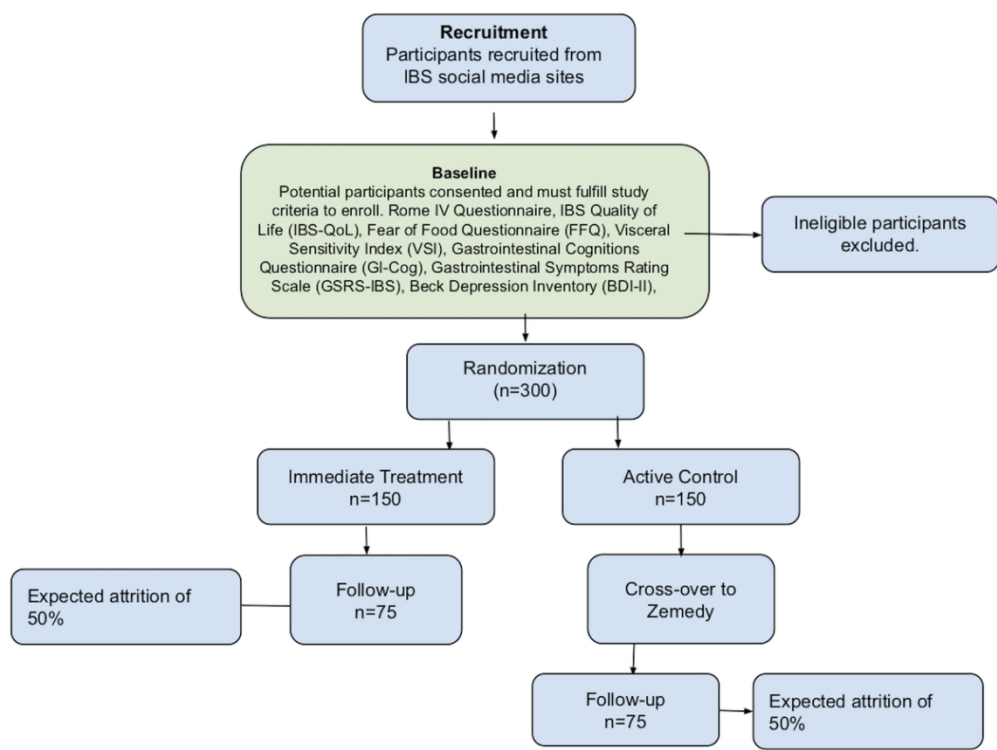 Recruitment
Participants recruited from
IBS social media sites
Baseline
Potential participants consented and must fulfill study
criteria to enroll. Rome IV Questionnaire, IBS Quality of
Life (IBS-QoL), Fear of Food Questionnaire (FFQ), Visceral
Sensitivity Index (VSI), Gastrointestinal Cognitions
Questionnaire (GI-Cog), Gastrointestinal Symptoms Rating
Scale (GSRS-IBS), Beck Depression Inventory (BDI-II),
Ineligible participants
excluded.
Randomization
(n=300)
Immediate Treatment
n=150
Active Control
n=150
Expected attrition of
50%
Follow-up
n=75
Cross-over to
Zemedy
Follow-up
n=75
Expected attrition of
50%